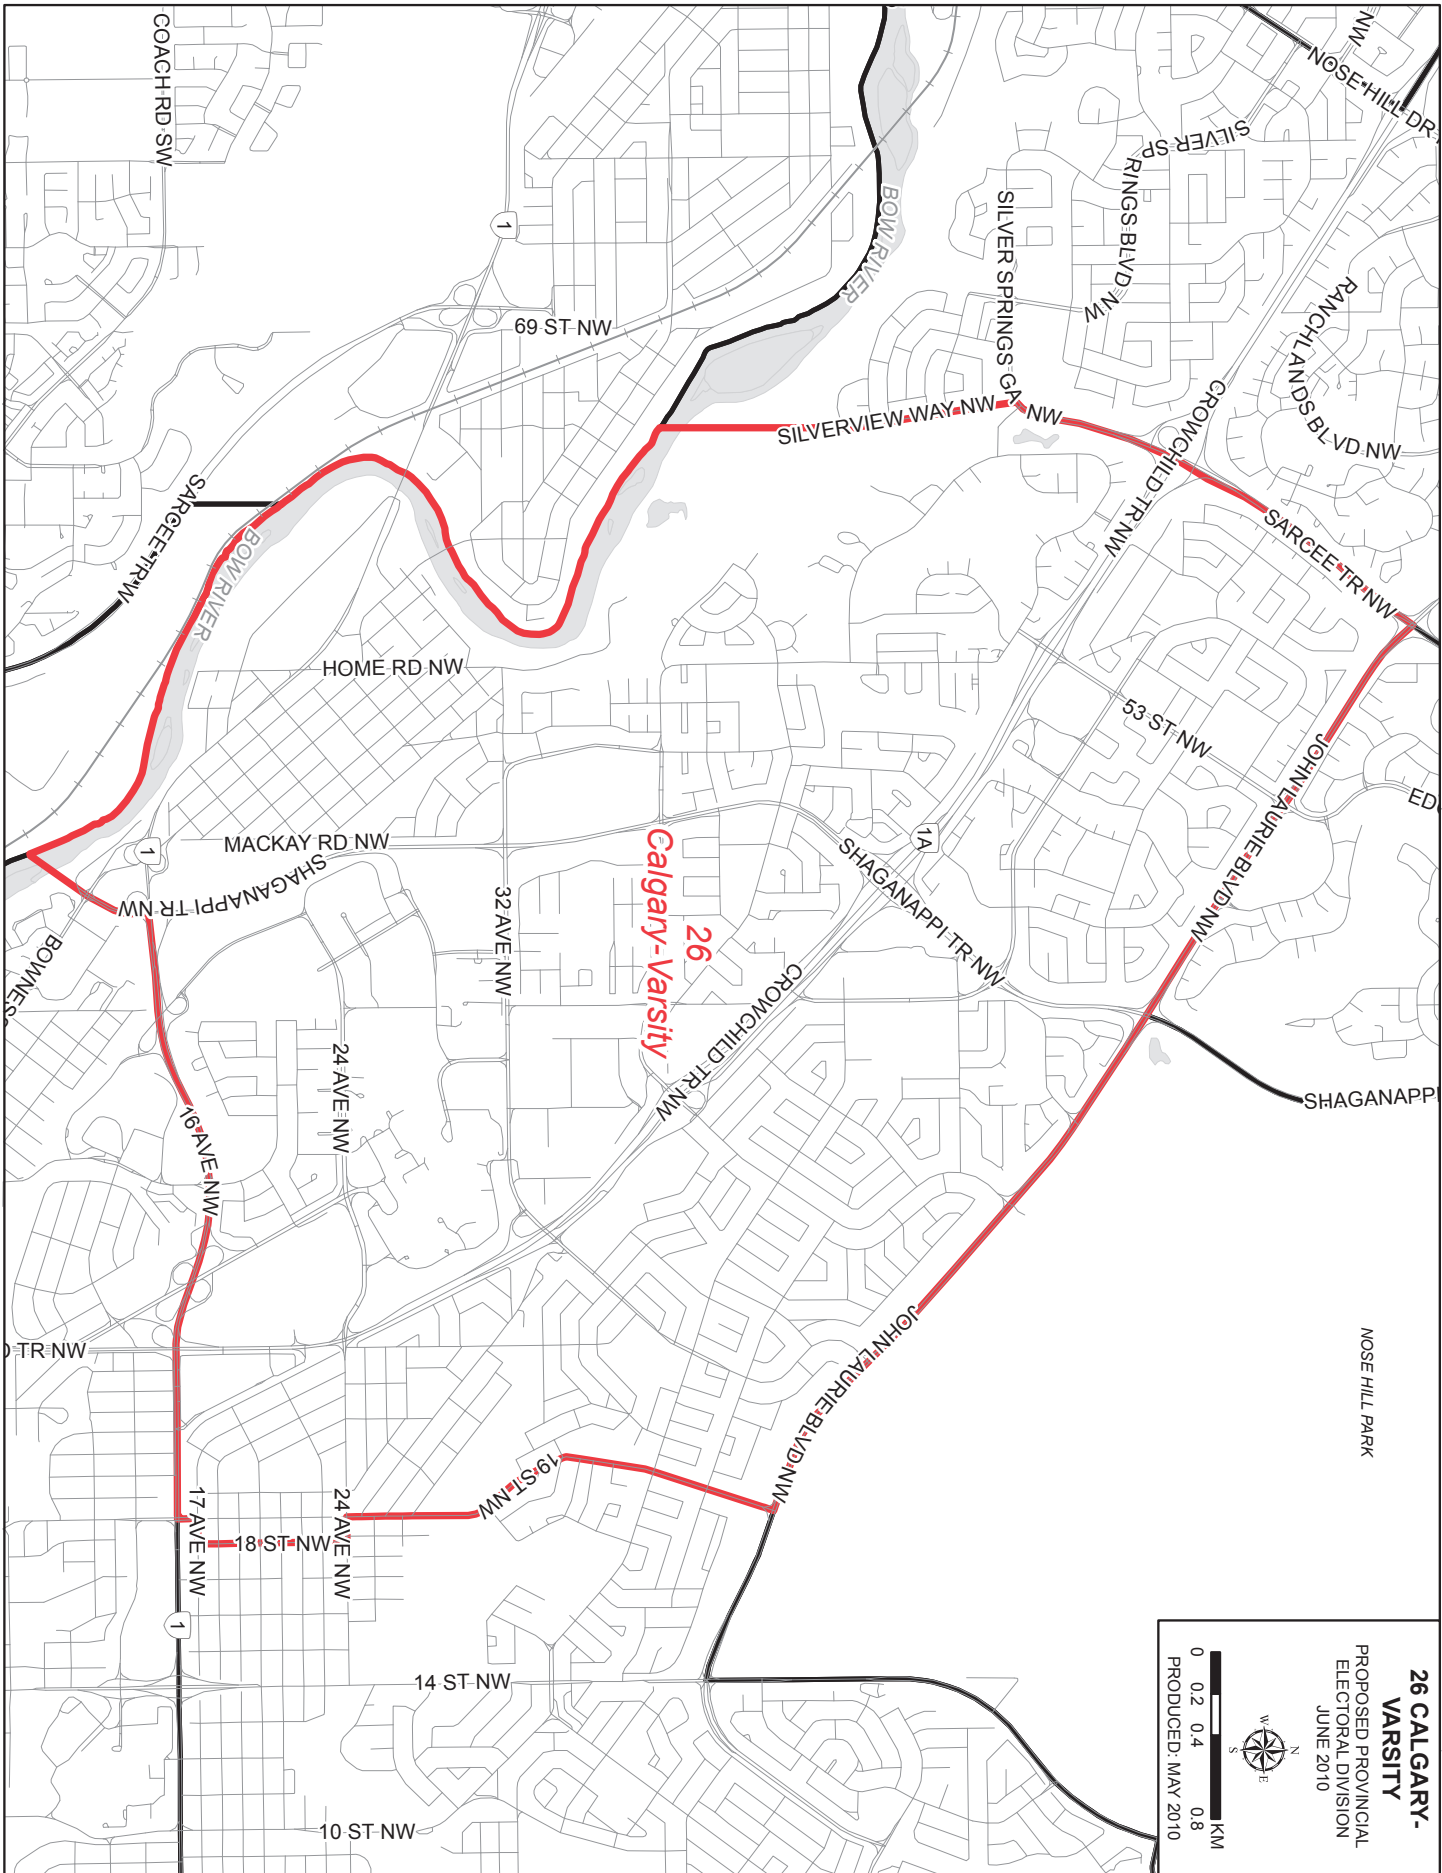 26 CALGARY-
VARSITY
PROPOSED PROVINCIAL
ELECTORAL DIVISION
JUNE 2010
N
W
E
S
0 0.2 0.4 0.8 KM
PRODUCED: MAY 2010
NOSE HILL PARK
NW
NOSE HILL DR
SILVER SP
RINGS BLVD NW
SILVER SPRINGS GA NW
RANCHLANDS BLVD NW
CROWCHILD TR NW
SARCEE TR NW
SILVERVIEW WAY NW
BOW RIVER
69 ST NW
1
COACH RD SW
SARCEE TR W
BOW RIVER
HOME RD NW
53 ST NW
JOHN LAURIE BLVD NW
EDG
1A
SHAGANAPPI TR NW
SHAGANAPPI
26
Calgary-Varsity
CROWCHILD TR NW
32 AVE NW
MACKAY RD NW
SHAGANAPPI TR NW
1
BOWNESS
24 AVE NW
16 AVE NW
JOHN LAURIE BLVD NW
19 ST NW
D TR NW
24 AVE NW
18 ST NW
17 AVE NW
1
14 ST NW
10 ST NW